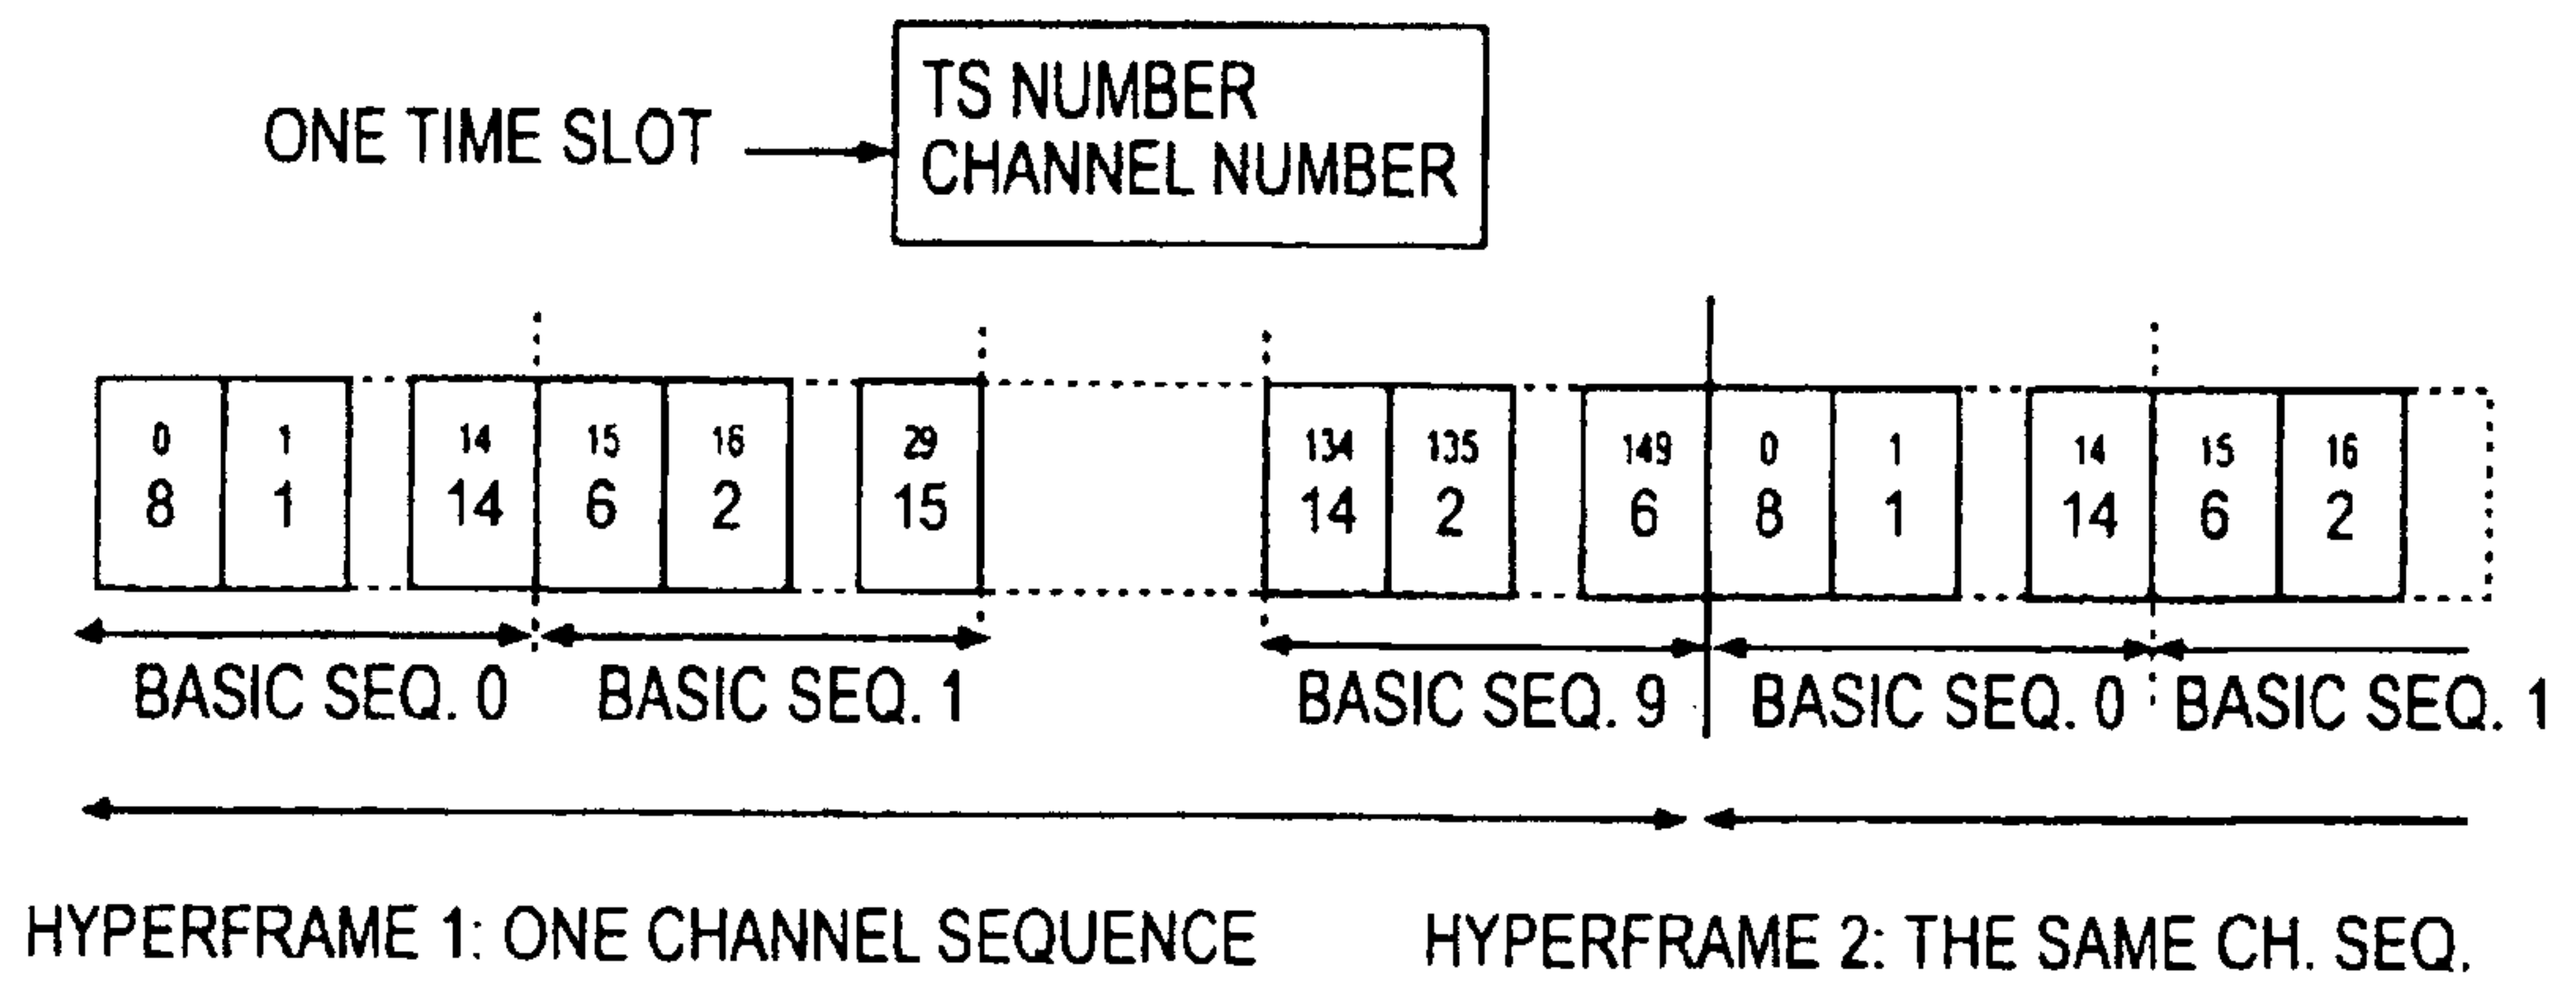 TS NUMBER
ONE TIME SLOT
CHANNEL NUMBER
0 1 14 15 16 29 134 135 149 0 1 14 15 16
8 1 14 6 2 15 14 2 6 8 1 14 6 2
BASIC SEQ. 0 BASIC SEQ. 1 BASIC SEQ. 9 BASIC SEQ. 0 BASIC SEQ. 1
HYPERFRAME 1: ONE CHANNEL SEQUENCE HYPERFRAME 2: THE SAME CH. SEQ.